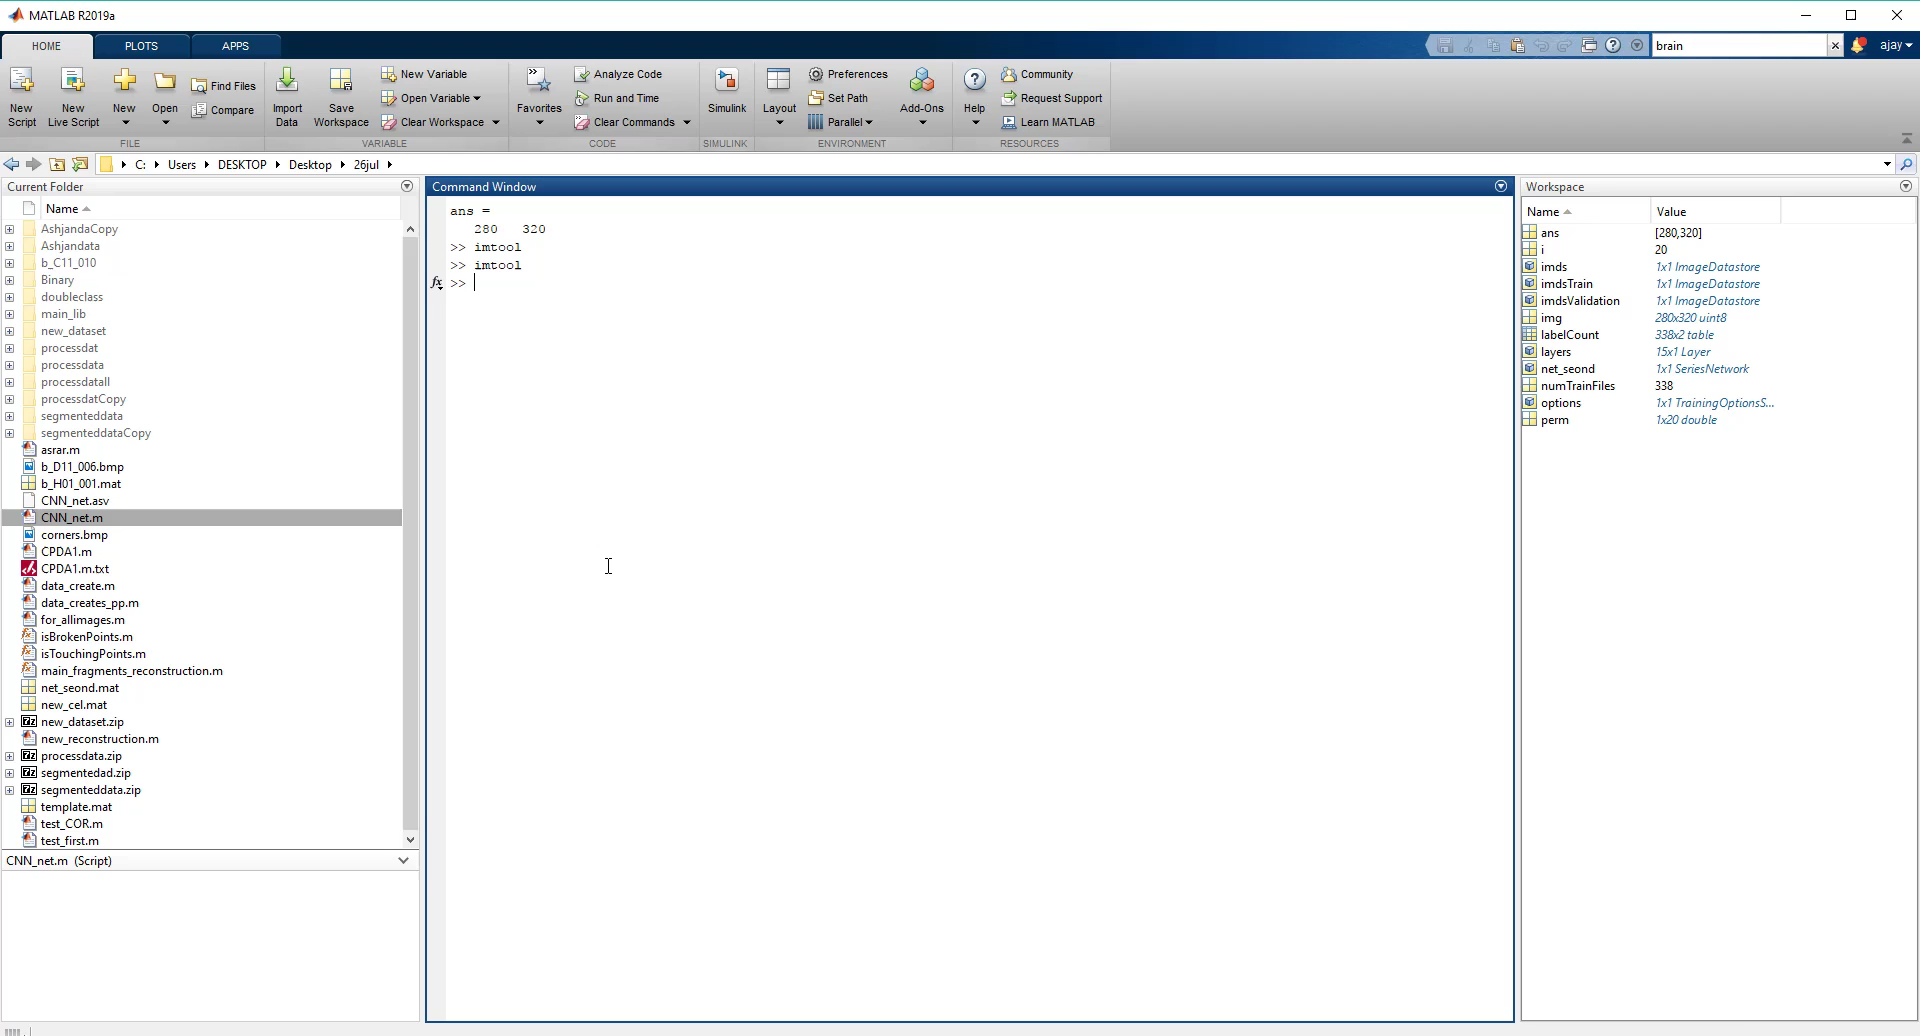 MATLAB R2019a
HOME PLOTS APPS
brain
ajay
New Script
New Live Script
New
Open
Find Files
Compare
FILE
Import Data
Save Workspace
New Variable
Open Variable
Clear Workspace
VARIABLE
Favorites
Analyze Code
Run and Time
Clear Commands
CODE
Simulink
SIMULINK
Layout
Preferences
Set Path
Parallel
Add-Ons
ENVIRONMENT
Help
Community
Request Support
Learn MATLAB
RESOURCES
C: Users DESKTOP Desktop 26jul
Current Folder
Name
AshjandaCopy
Ashjandata
b_C11_010
Binary
doubleclass
main_lib
new_dataset
processdat
processdata
processdatall
processdatCopy
segmenteddata
segmenteddataCopy
asrar.m
b_D11_006.bmp
b_H01_001.mat
CNN_net.asv
CNN_net.m
corners.bmp
CPDA1.m
CPDA1.m.txt
data_create.m
data_creates_pp.m
for_allimages.m
isBrokenPoints.m
isTouchingPoints.m
main_fragments_reconstruction.m
net_seond.mat
new_cel.mat
new_dataset.zip
new_reconstruction.m
processdata.zip
segmentedad.zip
segmenteddata.zip
template.mat
test_COR.m
test_first.m
CNN_net.m (Script)
Command Window
ans =
280 320
>> imtool
>> imtool
fx >>
Workspace
Name Value
ans [280,320]
i 20
imds 1x1 ImageDatastore
imdsTrain 1x1 ImageDatastore
imdsValidation 1x1 ImageDatastore
img 280x320 uint8
labelCount 338x2 table
layers 15x1 Layer
net_seond 1x1 SeriesNetwork
numTrainFiles 338
options 1x1 TrainingOptionsS...
perm 1x20 double